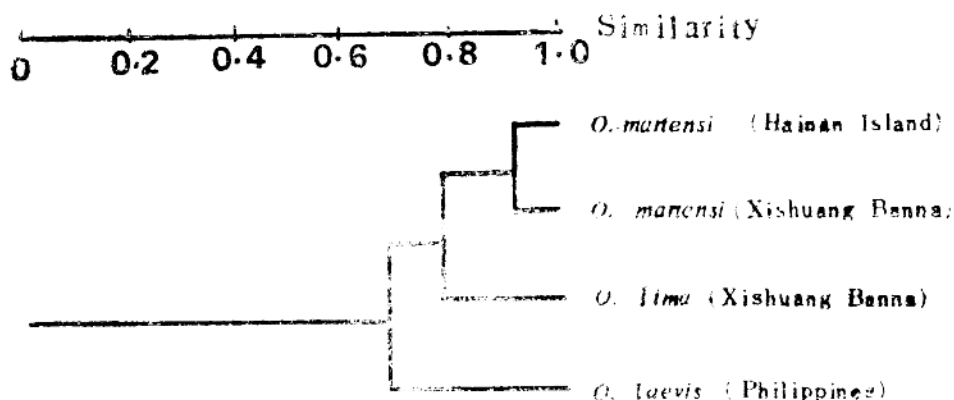 Similarity
0 0.2 0.4 0.6 0.8 1.0
O. martensi (Hainan Island)
O. martensi (Xishuang Banna)
O. lima (Xishuang Banna)
O. laevis (Philippines)